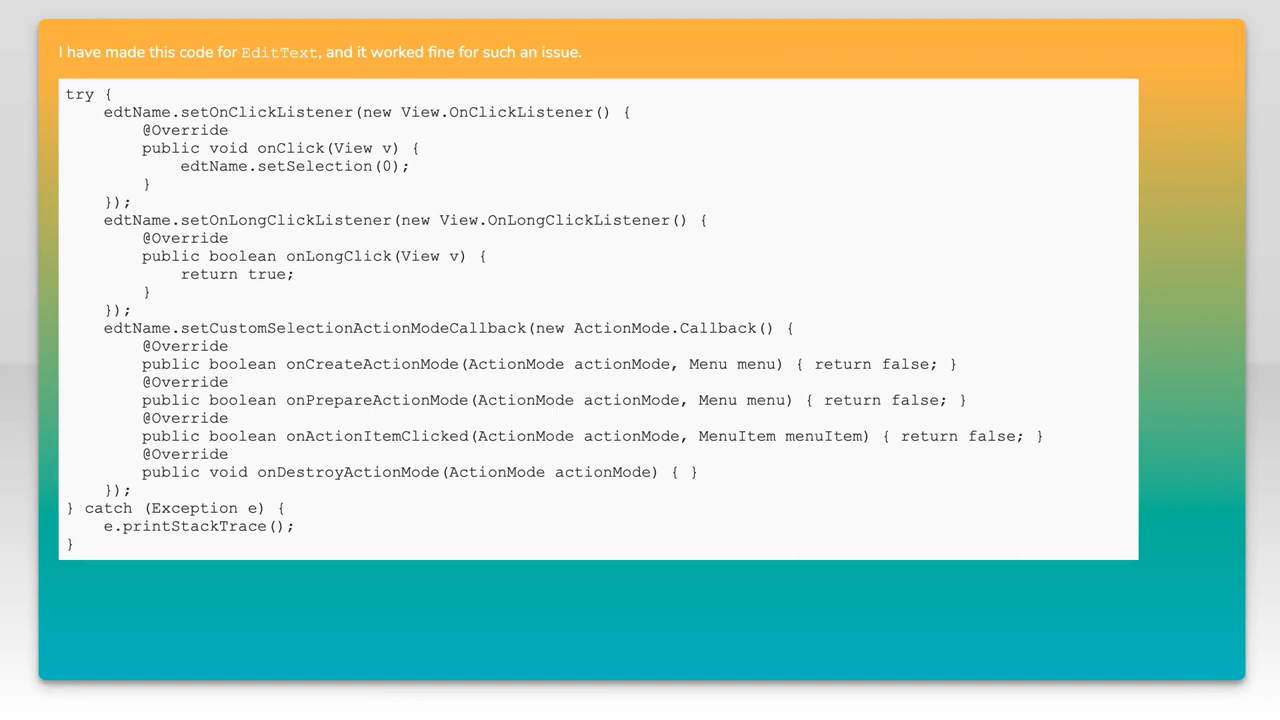 I have made this code for EditText, and it worked fine for such an issue.
try {
    edtName.setOnClickListener(new View.OnClickListener() {
        @Override
        public void onClick(View v) {
            edtName.setSelection(0);
        }
    });
    edtName.setOnLongClickListener(new View.OnLongClickListener() {
        @Override
        public boolean onLongClick(View v) {
            return true;
        }
    });
    edtName.setCustomSelectionActionModeCallback(new ActionMode.Callback() {
        @Override
        public boolean onCreateActionMode(ActionMode actionMode, Menu menu) { return false; }
        @Override
        public boolean onPrepareActionMode(ActionMode actionMode, Menu menu) { return false; }
        @Override
        public boolean onActionItemClicked(ActionMode actionMode, MenuItem menuItem) { return false; }
        @Override
        public void onDestroyActionMode(ActionMode actionMode) { }
    });
} catch (Exception e) {
    e.printStackTrace();
}